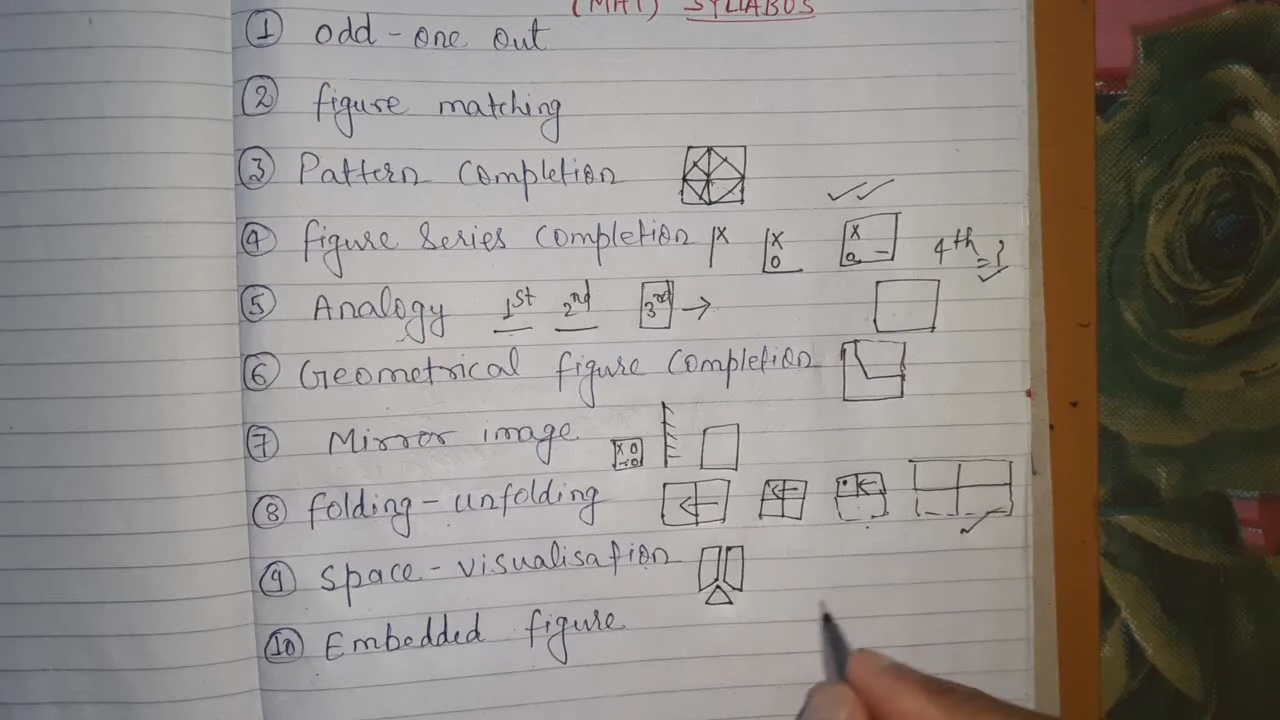 (MAT) SYLLABUS
① Odd-one out
② figure matching
③ Pattern Completion
④ figure Series Completion X X O X O - 4th = ?
⑤ Analogy 1st 2nd 3rd →
⑥ Geometrical figure Completion
⑦ Mirror image X O - O
⑧ folding-unfolding
⑨ Space-visualisation
⑩ Embedded figure